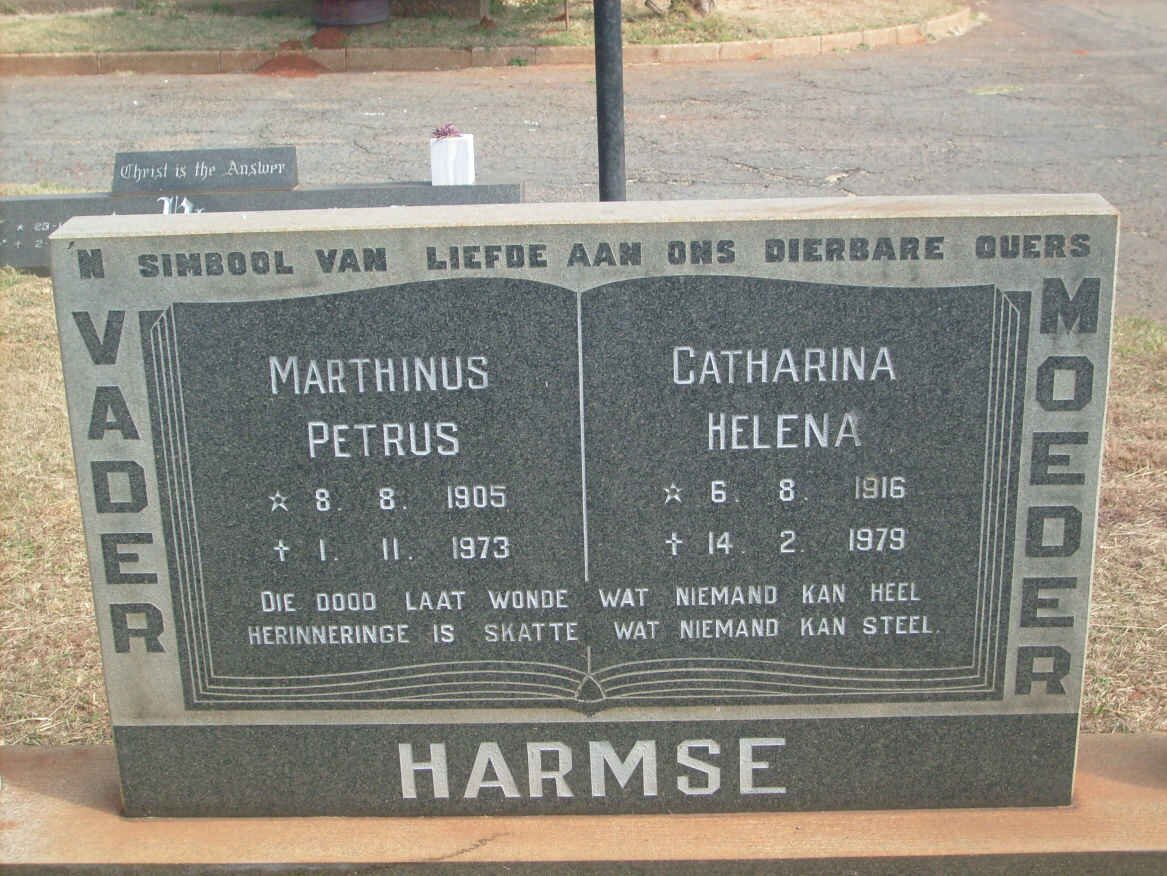 Christ is the Answer
'N SIMBOOL VAN LIEFDE AAN ONS DIERBARE OUERS
VADER
MARTHINUS
PETRUS
☆ 8. 8. 1905
† 1. 11. 1973
CATHARINA
HELENA
☆ 6. 8. 1916
† 14. 2. 1979
MOEDER
DIE DOOD LAAT WONDE WAT NIEMAND KAN HEEL
HERINNERINGE IS SKATTE WAT NIEMAND KAN STEEL.
HARMSE